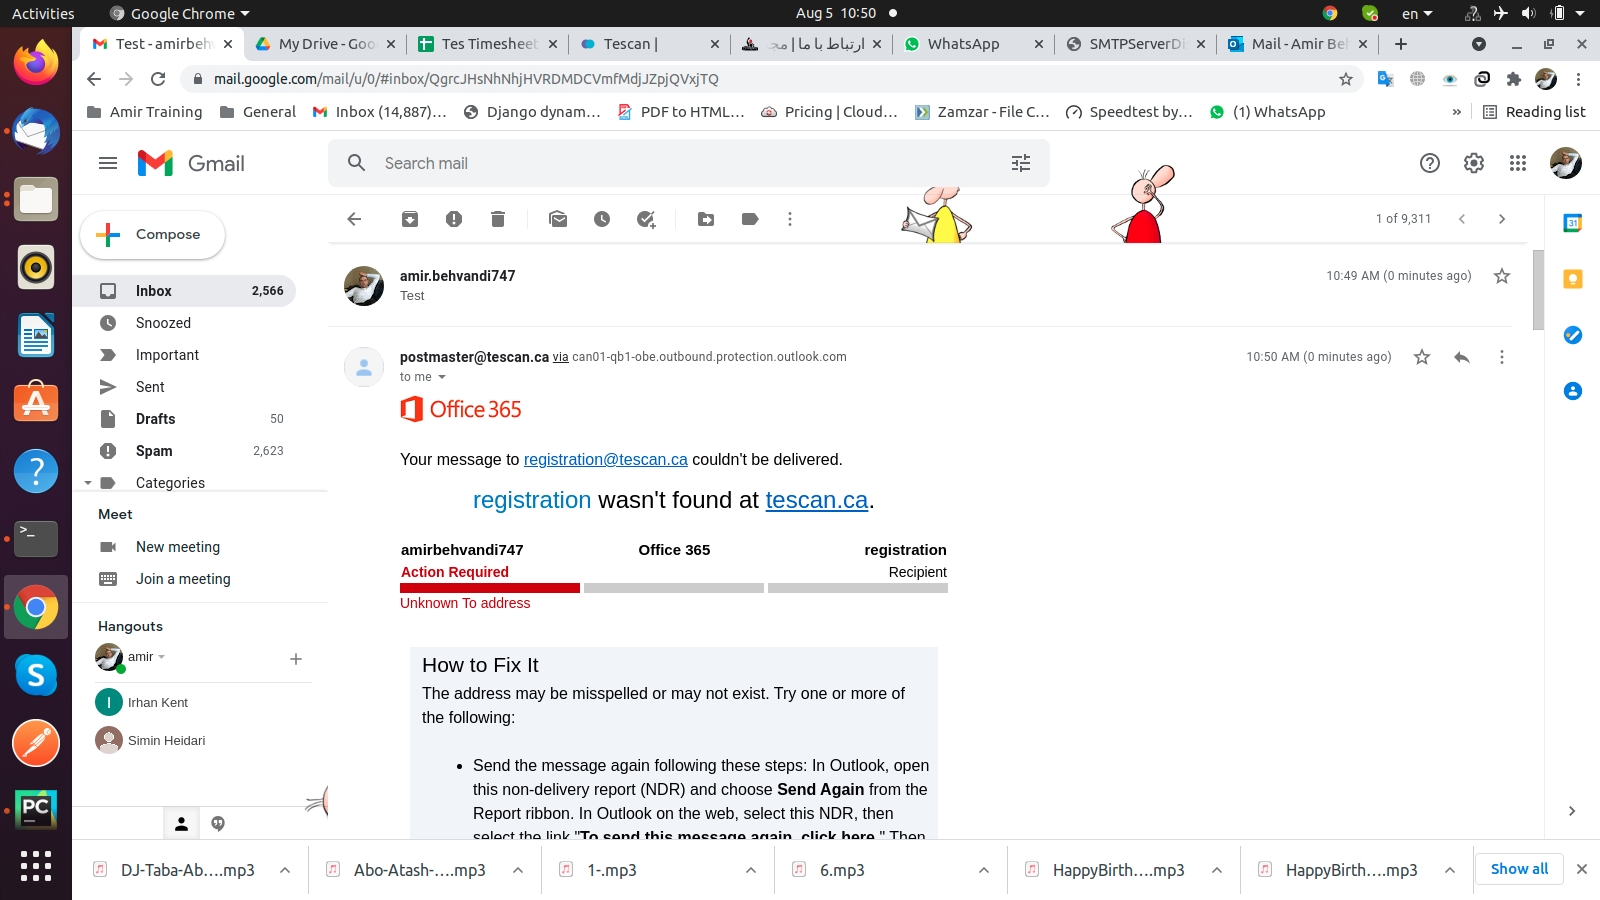 Activities
Google Chrome
Aug 5 10:50
en
Test - amirbehv
My Drive - Goo
Tes Timesheet
Tescan |
ارتباط با ما | مج
WhatsApp
SMTPServerDi
Mail - Amir Beh
mail.google.com/mail/u/0/#inbox/QgrcJHsNhNhjHVRDMDCVmfMdjJZpjQVxjTQ
Amir Training
General
Inbox (14,887)...
Django dynam...
PDF to HTML...
Pricing | Cloud...
Zamzar - File C...
Speedtest by...
(1) WhatsApp
»
Reading list
Gmail
Search mail
Compose
1 of 9,311
31
Inbox 2,566
Snoozed
Important
Sent
Drafts 50
Spam 2,623
Categories
Meet
New meeting
Join a meeting
Hangouts
amir
I
Irhan Kent
Simin Heidari
amir.behvandi747
10:49 AM (0 minutes ago)
Test
postmaster@tescan.ca via can01-qb1-obe.outbound.protection.outlook.com
10:50 AM (0 minutes ago)
to me
Office 365
Your message to registration@tescan.ca couldn't be delivered.
registration wasn't found at tescan.ca.
amirbehvandi747 Office 365 registration
Action Required Recipient
Unknown To address
How to Fix It
The address may be misspelled or may not exist. Try one or more of
the following:
• Send the message again following these steps: In Outlook, open
this non-delivery report (NDR) and choose Send Again from the
Report ribbon. In Outlook on the web, select this NDR, then
select the link "To send this message again, click here." Then
PC
DJ-Taba-Ab....mp3
Abo-Atash-....mp3
1-.mp3
6.mp3
HappyBirth....mp3
HappyBirth....mp3
Show all